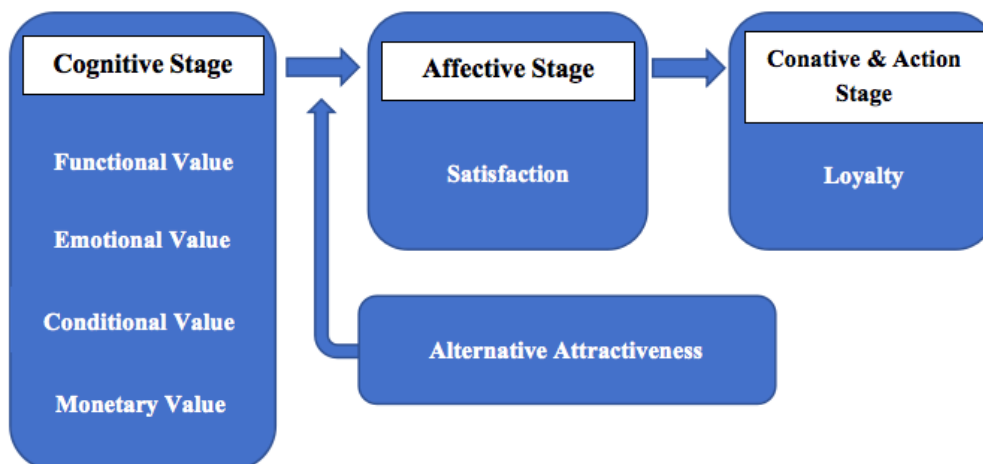 Cognitive Stage
Functional Value
Emotional Value
Conditional Value
Monetary Value
Affective Stage
Satisfaction
Conative & Action
Stage
Loyalty
Alternative Attractiveness